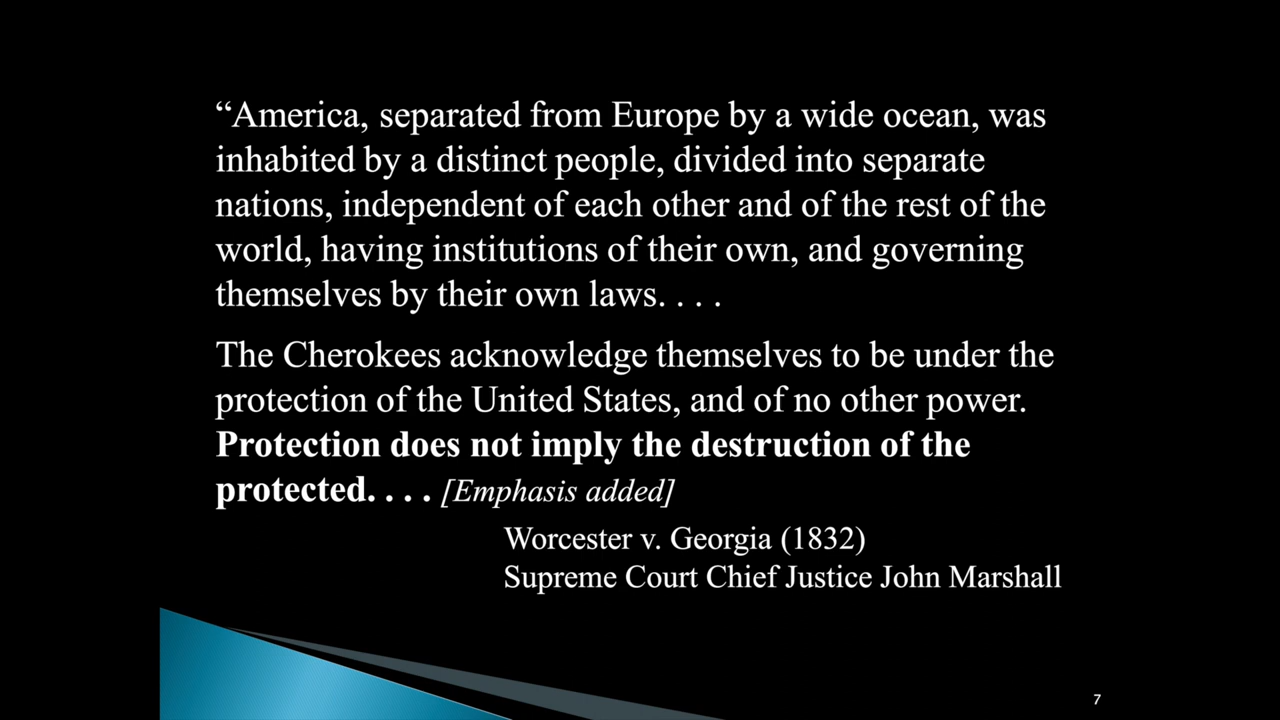 “America, separated from Europe by a wide ocean, was
inhabited by a distinct people, divided into separate
nations, independent of each other and of the rest of the
world, having institutions of their own, and governing
themselves by their own laws. . . .
The Cherokees acknowledge themselves to be under the
protection of the United States, and of no other power.
Protection does not imply the destruction of the
protected. . . . [Emphasis added]
Worcester v. Georgia (1832)
Supreme Court Chief Justice John Marshall
7